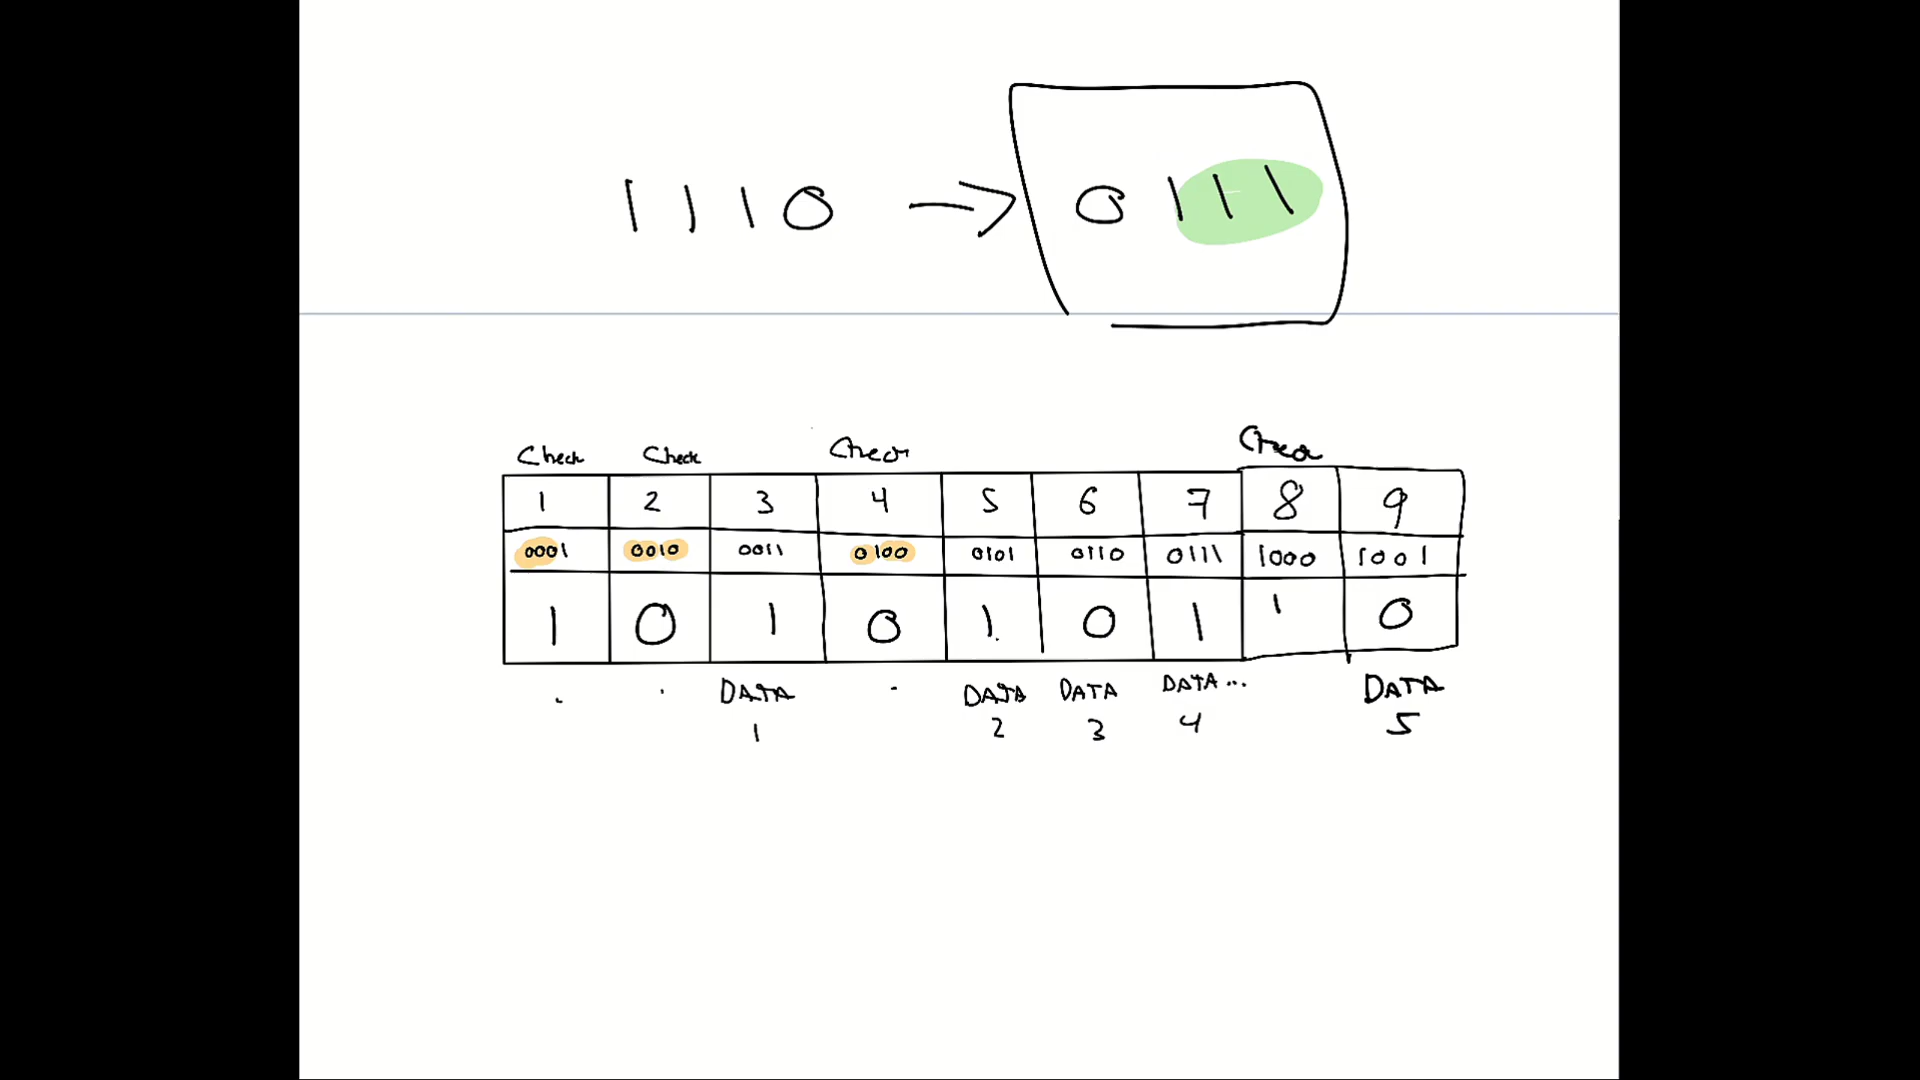 1110 → 0111
Check Check Check Check
1 2 3 4 5 6 7 8 9
0001 0010 0011 0100 0101 0110 0111 1000 1001
1 0 1 0 1. 0 1 1 0
. . DATA - DATA DATA DATA... DATA
1 2 3 4 5